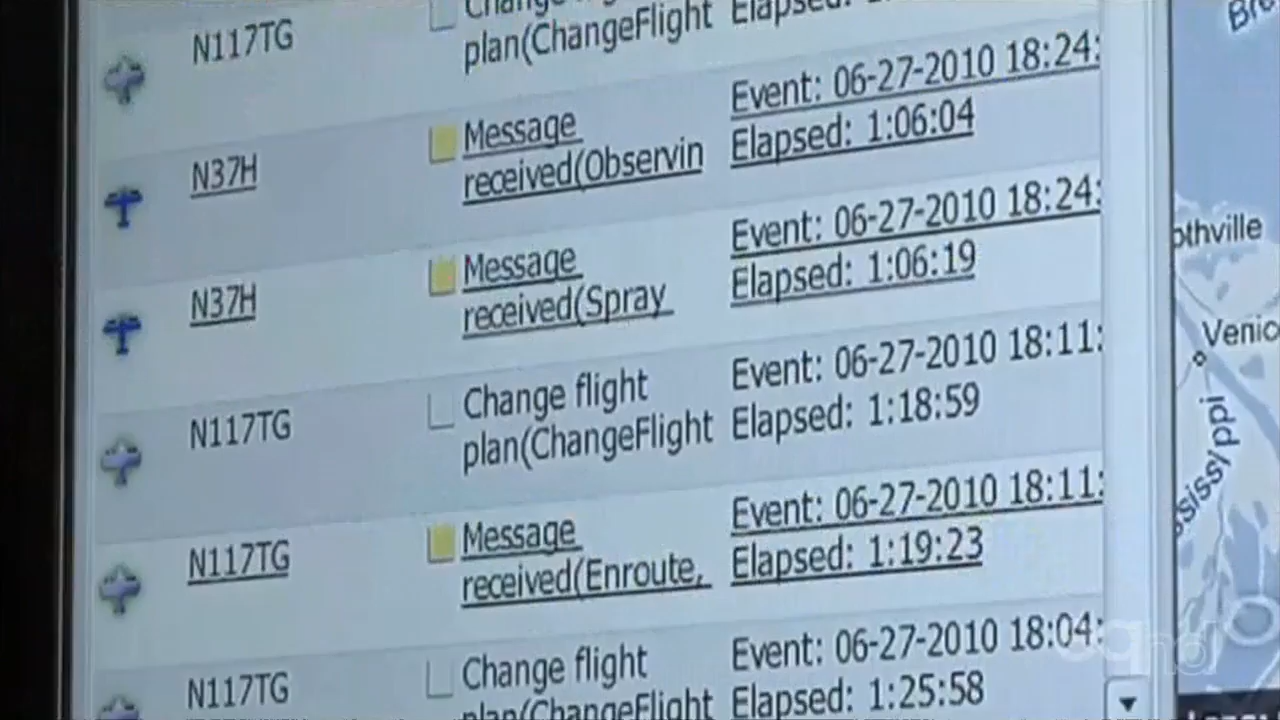 N117TG
plan(ChangeFlight
N37H
Message
received(Observin
Event: 06-27-2010 18:24:
Elapsed: 1:06:04
N37H
Message
received(Spray
Event: 06-27-2010 18:24:
Elapsed: 1:06:19
N117TG
Change flight
plan(ChangeFlight
Event: 06-27-2010 18:11:
Elapsed: 1:18:59
N117TG
Message
received(Enroute,
Event: 06-27-2010 18:11:
Elapsed: 1:19:23
N117TG
Change flight
plan(ChangeFlight
Event: 06-27-2010 18:04:
Elapsed: 1:25:58
othville
Venic
sissippi